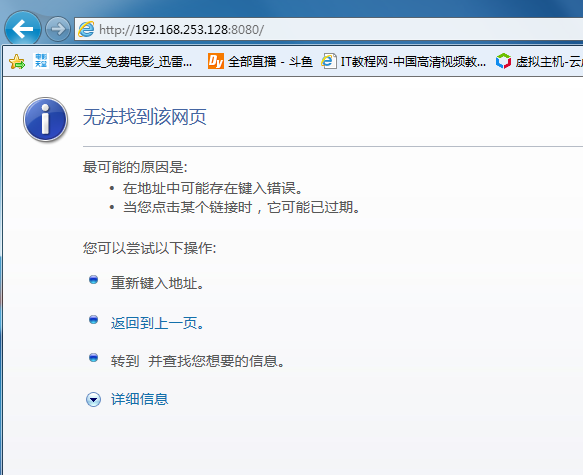 http://192.168.253.128:8080/
电影天堂_免费电影_迅雷... 全部直播 - 斗鱼 IT教程网-中国高清视频教... 虚拟主机-云
无法找到该网页
最可能的原因是:
• 在地址中可能存在键入错误。
• 当您点击某个链接时，它可能已过期。
您可以尝试以下操作:
重新键入地址。
返回到上一页。
转到 并查找您想要的信息。
详细信息